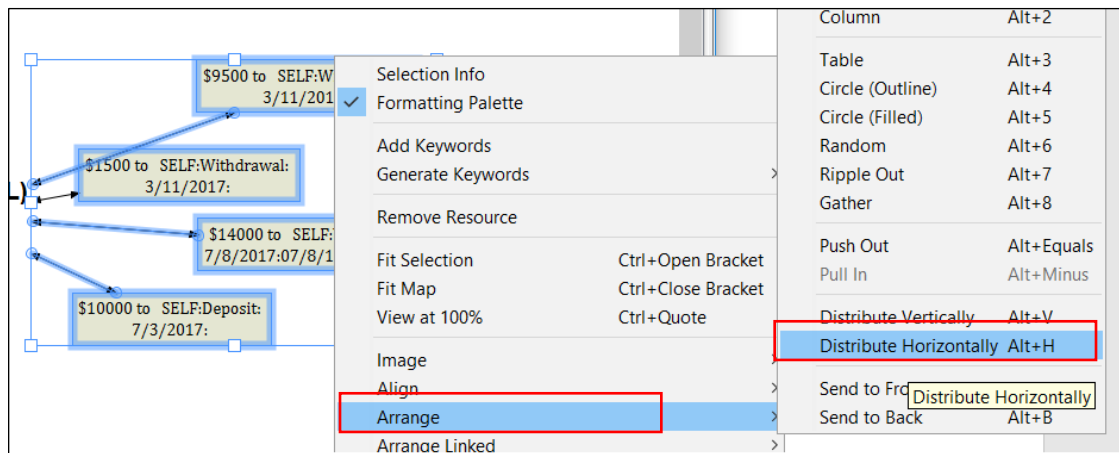 $9500 to SELF:W
3/11/201
$1500 to SELF:Withdrawal:
3/11/2017:
L)
$14000 to SELF:
7/8/2017:07/8/1
$10000 to SELF:Deposit:
7/3/2017:
Selection Info
Formatting Palette
Add Keywords
Generate Keywords
Remove Resource
Fit Selection Ctrl+Open Bracket
Fit Map Ctrl+Close Bracket
View at 100% Ctrl+Quote
Image
Align
Arrange
Arrange Linked
Column Alt+2
Table Alt+3
Circle (Outline) Alt+4
Circle (Filled) Alt+5
Random Alt+6
Ripple Out Alt+7
Gather Alt+8
Push Out Alt+Equals
Pull In Alt+Minus
Distribute Vertically Alt+V
Distribute Horizontally Alt+H
Send to Fro
Distribute Horizontally
Send to Back Alt+B